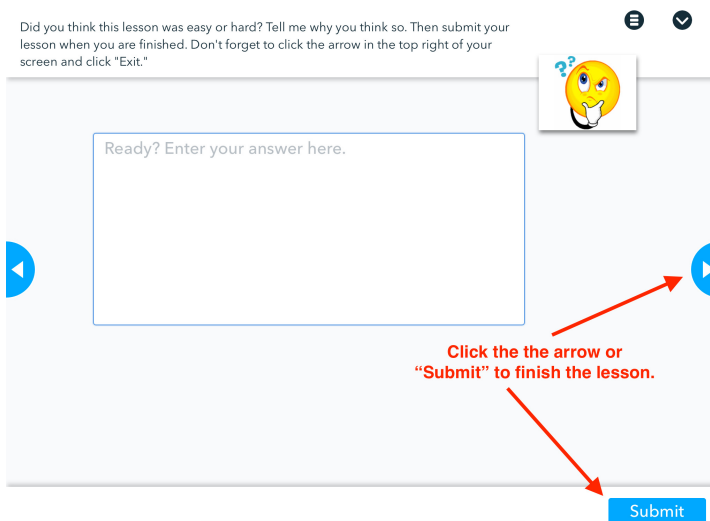 Did you think this lesson was easy or hard? Tell me why you think so. Then submit your
lesson when you are finished. Don't forget to click the arrow in the top right of your
screen and click "Exit."
??
Ready? Enter your answer here.
Click the the arrow or
“Submit” to finish the lesson.
Submit